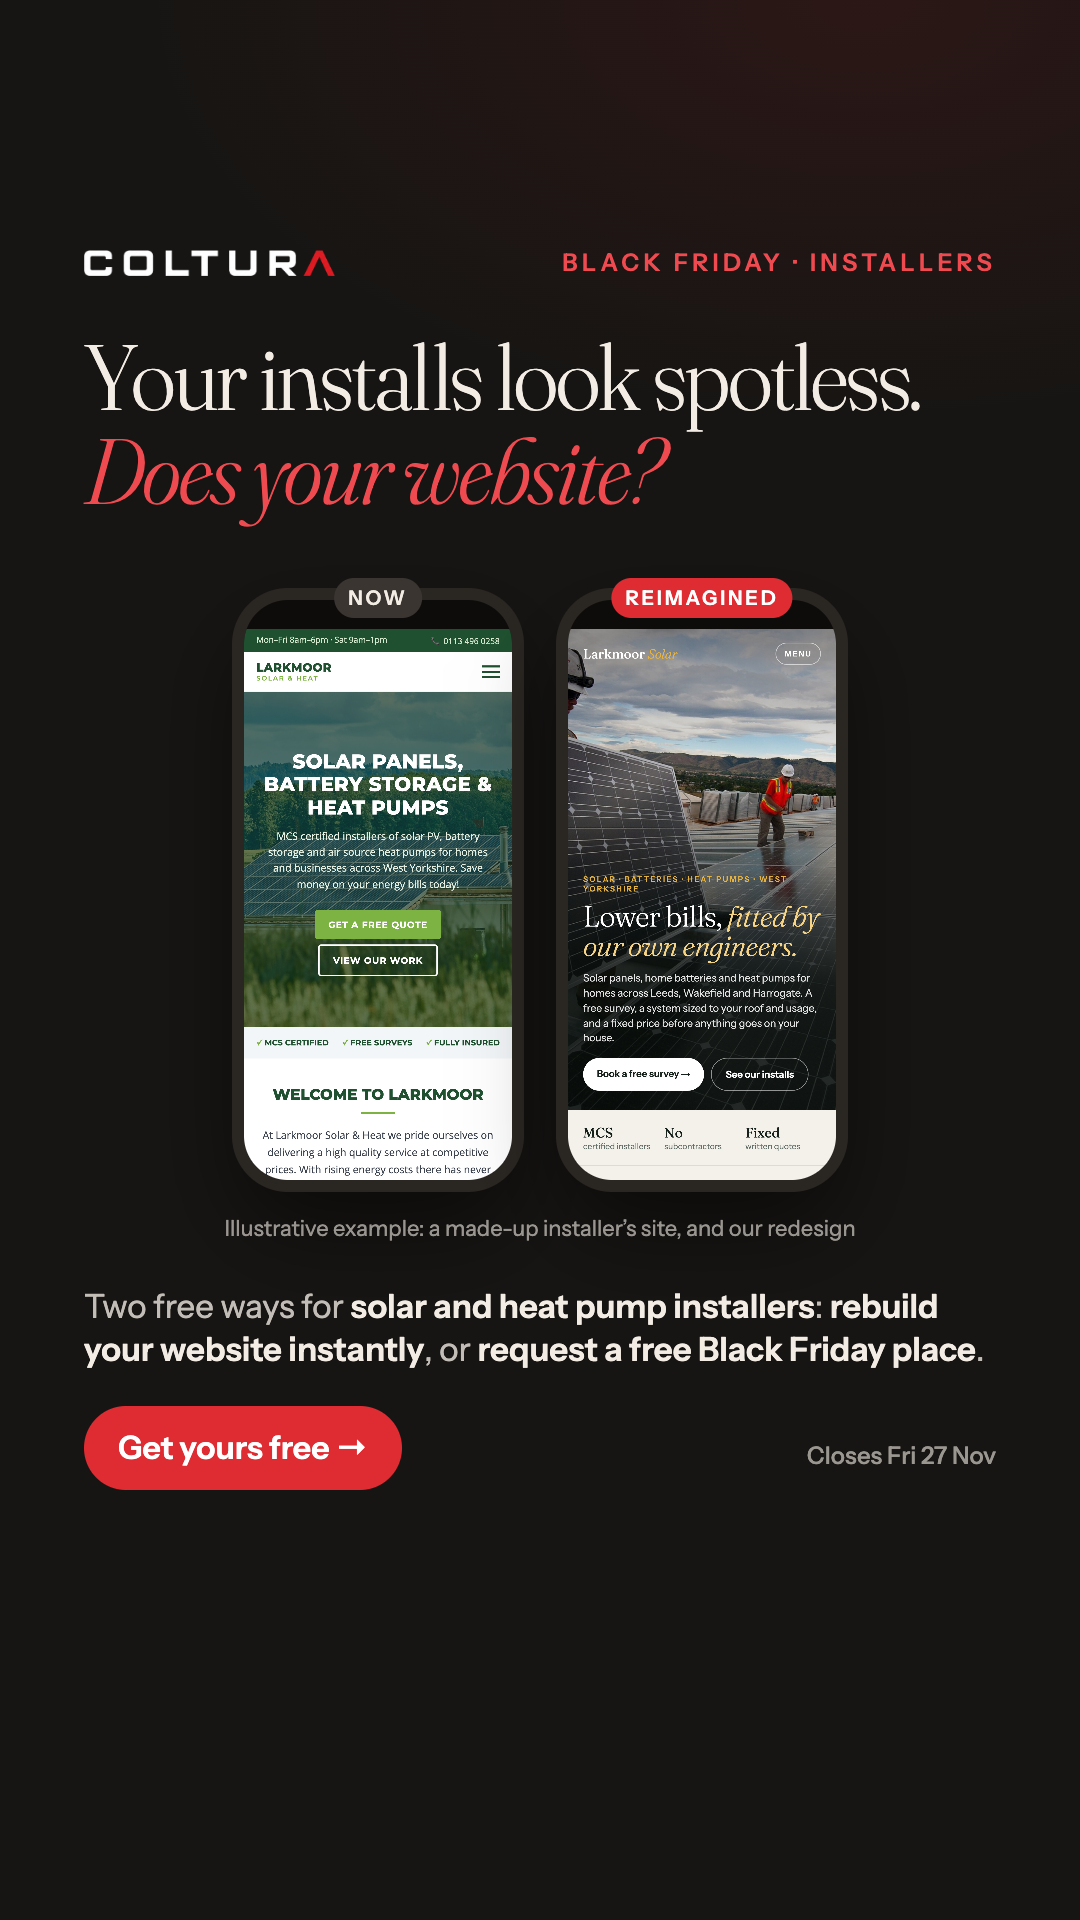 COLTURA
BLACK FRIDAY · INSTALLERS
Your installs look spotless.
Does your website?
NOW
Mon–Fri 8am–6pm · Sat 9am–1pm
0113 496 0258
LARKMOOR
SOLAR & HEAT
SOLAR PANELS,
BATTERY STORAGE &
HEAT PUMPS
MCS certified installers of solar PV, battery
storage and air source heat pumps for homes
and businesses across West Yorkshire. Save
money on your energy bills today!
GET A FREE QUOTE
VIEW OUR WORK
✓ MCS CERTIFIED ✓ FREE SURVEYS ✓ FULLY INSURED
WELCOME TO LARKMOOR
At Larkmoor Solar & Heat we pride ourselves on
delivering a high quality service at competitive
prices. With rising energy costs there has never
REIMAGINED
Larkmoor Solar
MENU
SOLAR · BATTERIES · HEAT PUMPS · WEST
YORKSHIRE
Lower bills, fitted by
our own engineers.
Solar panels, home batteries and heat pumps for
homes across Leeds, Wakefield and Harrogate. A
free survey, a system sized to your roof and usage,
and a fixed price before anything goes on your
house.
Book a free survey →
See our installs
MCS
certified installers
No
subcontractors
Fixed
written quotes
Illustrative example: a made-up installer’s site, and our redesign
Two free ways for solar and heat pump installers: rebuild
your website instantly, or request a free Black Friday place.
Get yours free →
Closes Fri 27 Nov